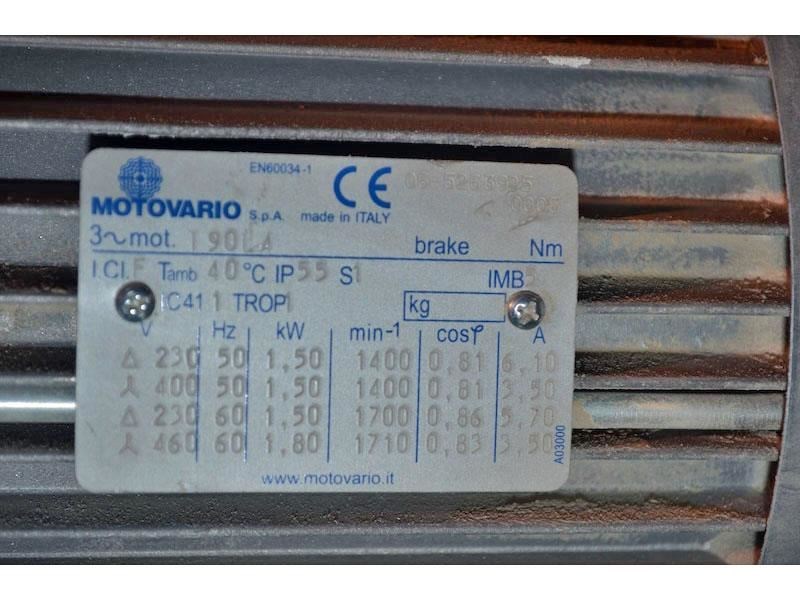 EN60034-1
CE
MOTOVARIO S.p.A. made in ITALY
3~mot. T90L4 brake Nm
I.Cl.F Tamb 40°C IP55 S1 IMB5
IC411 TROP1 kg
V Hz kW min-1 cosφ A
Δ 230 50 1,50 1400 0,81 6,10
⅄ 400 50 1,50 1400 0,81 3,50
Δ 230 60 1,50 1700 0,86 5,70
⅄ 460 60 1,80 1710 0,83 3,50
A03000
www.motovario.it